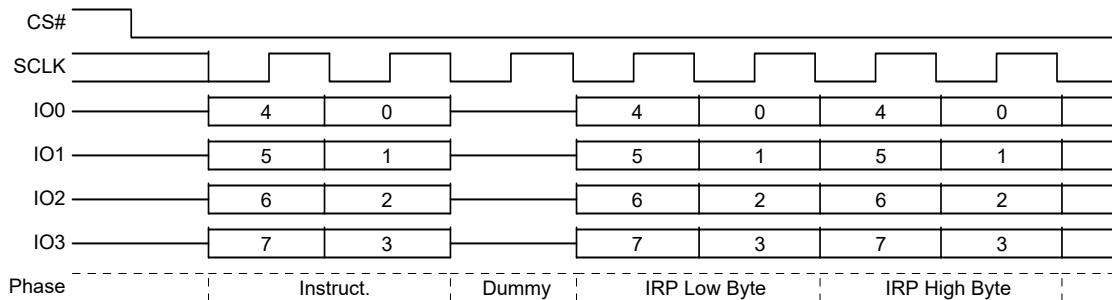 CS#
SCLK
IO0 4 0 4 0 4 0
IO1 5 1 5 1 5 1
IO2 6 2 6 2 6 2
IO3 7 3 7 3 7 3
Phase Instruct. Dummy IRP Low Byte IRP High Byte